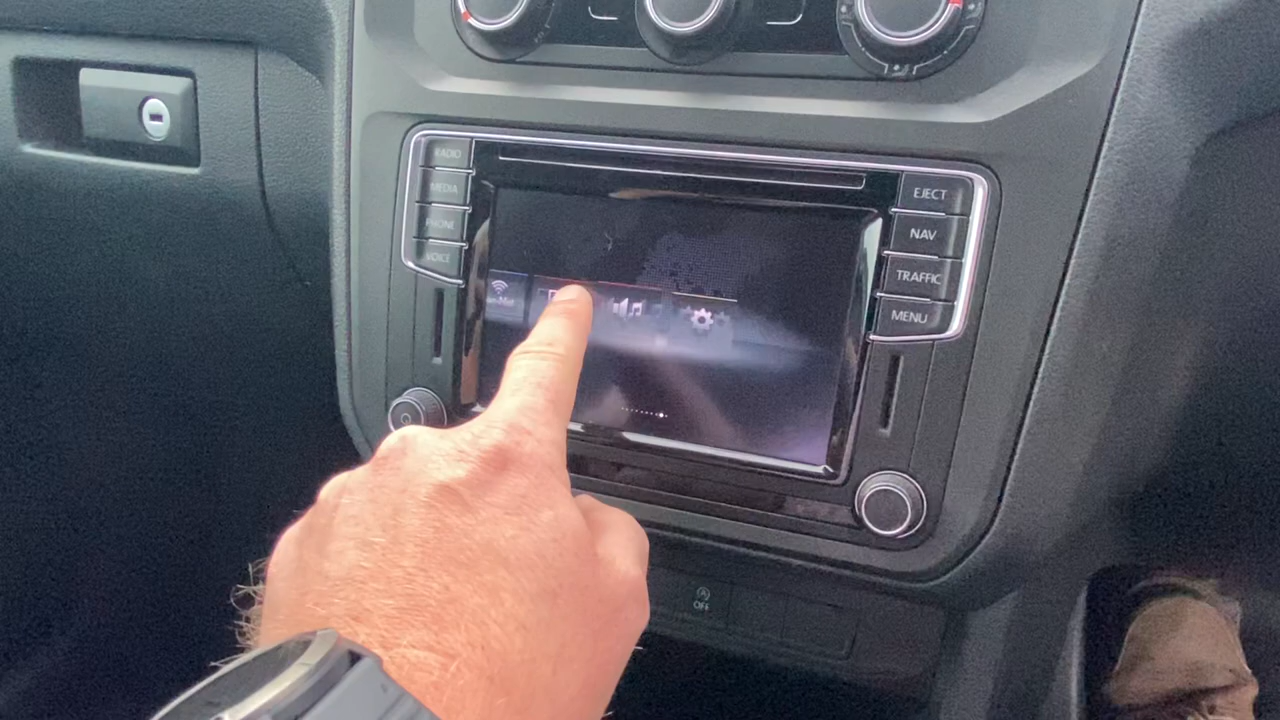 RADIO
MEDIA
PHONE
VOICE
EJECT
NAV
TRAFFIC
MENU
OFF